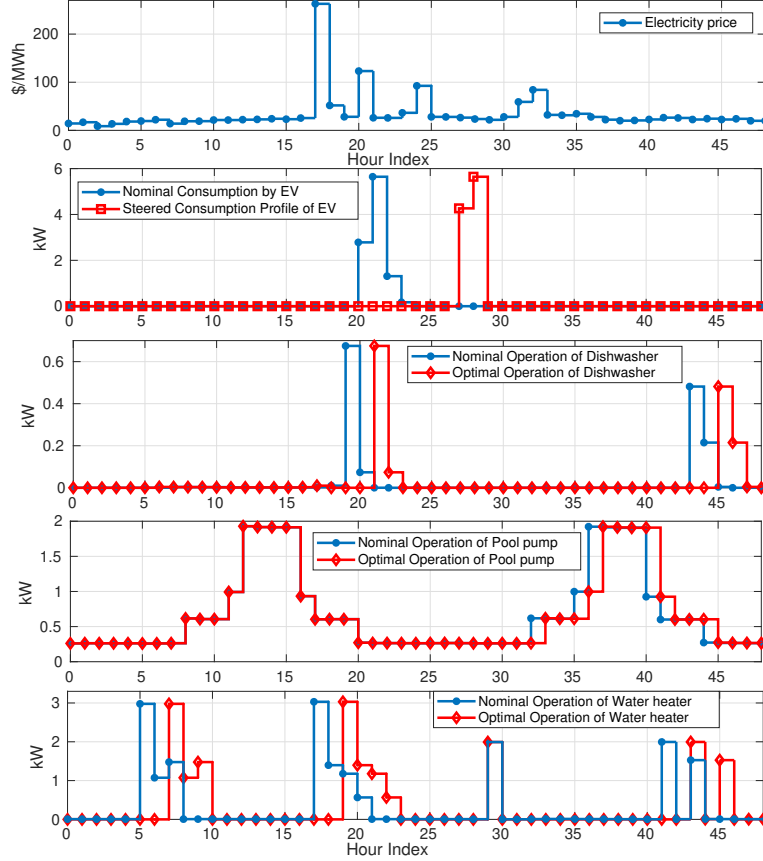 $/MWh
200
100
0
Electricity price
0 5 10 15 20 25 30 35 40 45
Hour Index
kW
6
4
2
0
Nominal Consumption by EV
Steered Consumption Profile of EV
0 5 10 15 20 25 30 35 40 45
kW
0.6
0.4
0.2
0
Nominal Operation of Dishwasher
Optimal Operation of Dishwasher
0 5 10 15 20 25 30 35 40 45
kW
2
1.5
1
0.5
0
Nominal Operation of Pool pump
Optimal Operation of Pool pump
0 5 10 15 20 25 30 35 40 45
kW
3
2
1
0
Nominal Operation of Water heater
Optimal Operation of Water heater
0 5 10 15 20 25 30 35 40 45
Hour Index